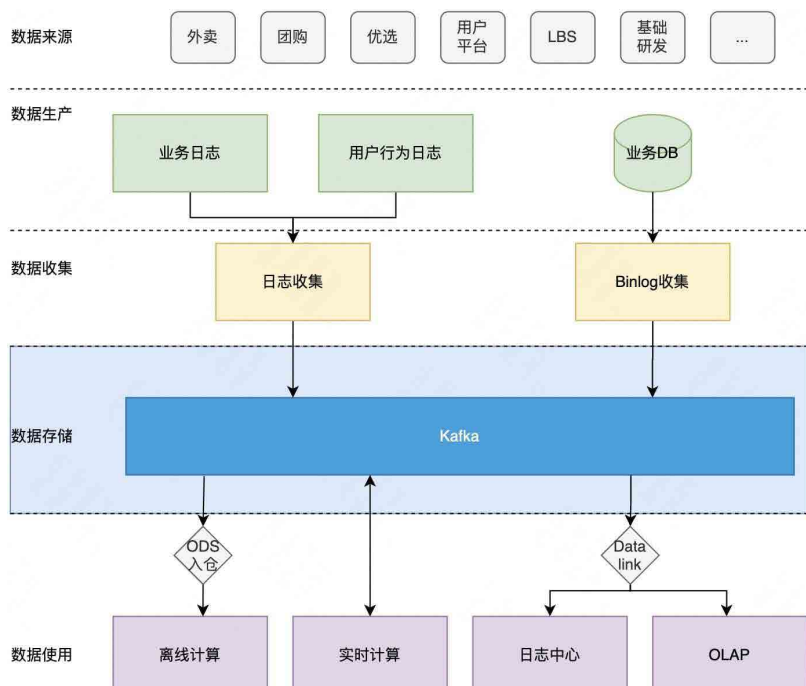 数据来源
外卖
团购
优选
用户
平台
LBS
基础
研发
...
数据生产
业务日志
用户行为日志
业务DB
数据收集
日志收集
Binlog收集
数据存储
Kafka
ODS
入仓
Data
link
数据使用
离线计算
实时计算
日志中心
OLAP